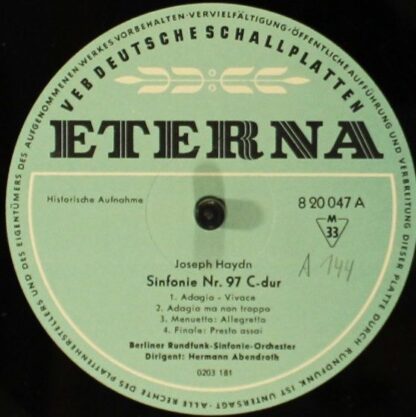 DES AUFGENOMMENEN WERKES VORBEHALTEN · VERVIELFÄLTIGUNG · ÖFFENTLICHE AUFFÜHRUNG UND VERBREITUNG DIESER PLATTE DURCH RUNDFUNK IST UNTERSAGT · ALLE RECHTE DES PLATTENHERSTELLERS UND DES EIGENTÜMERS
VEB DEUTSCHE SCHALLPLATTEN
ETERNA
Historische Aufnahme
8 20 047 A
M
33
Joseph Haydn
A 144
Sinfonie Nr. 97 C-dur
1. Adagio - Vivace
2. Adagio ma non troppo
3. Menuetto: Allegretto
4. Finale: Presto assai
Berliner Rundfunk-Sinfonie-Orchester
Dirigent: Hermann Abendroth
0203 181